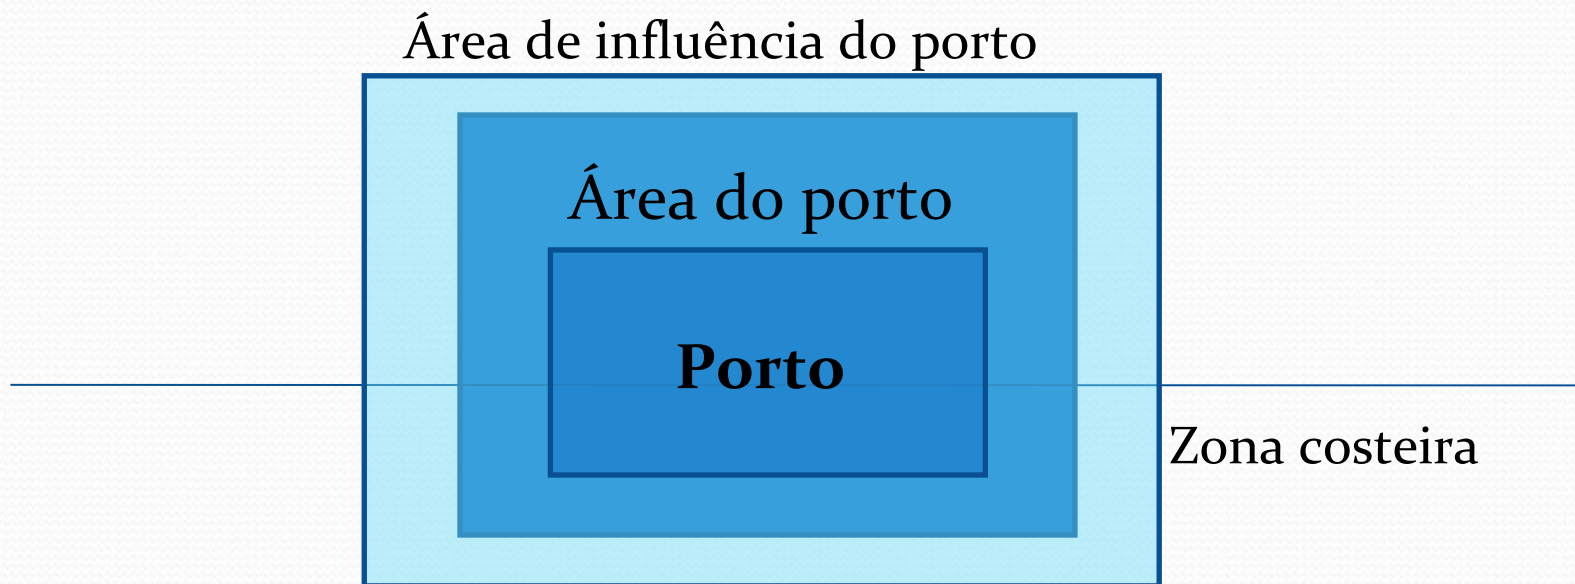 Área de influência do porto
Área do porto
Porto
Zona costeira